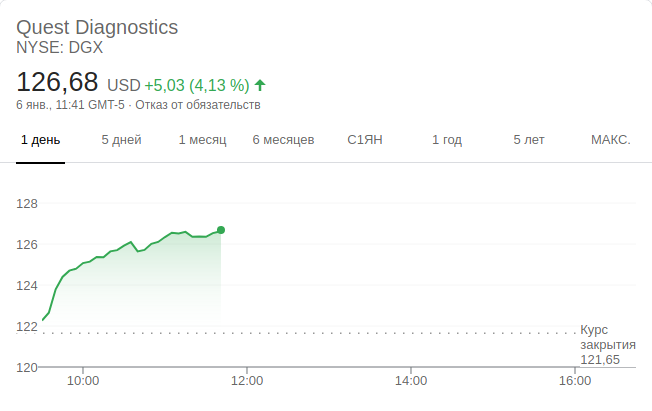 Quest Diagnostics
NYSE: DGX
126,68 USD +5,03 (4,13 %)
6 янв., 11:41 GMT-5 · Отказ от обязательств
1 день 5 дней 1 месяц 6 месяцев С1ЯН 1 год 5 лет МАКС.
128
126
124
122
Курс
закрытия
121,65
120
10:00 12:00 14:00 16:00